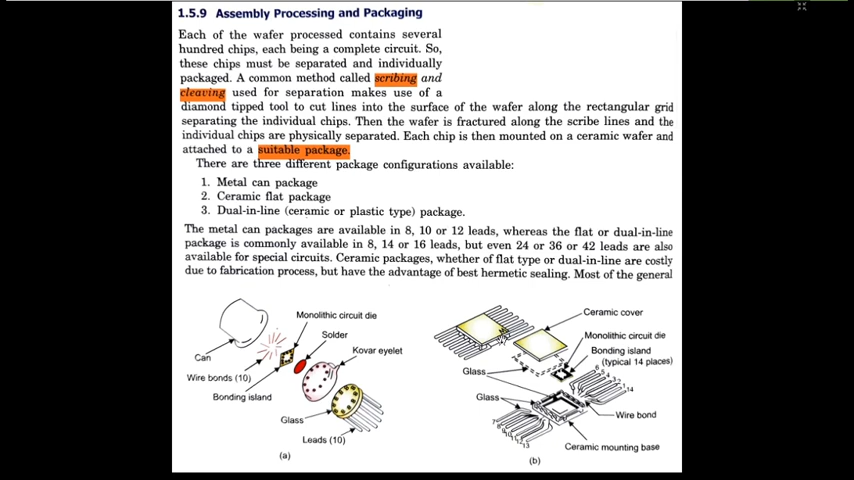 1.5.9 Assembly Processing and Packaging
Each of the wafer processed contains several
hundred chips, each being a complete circuit. So,
these chips must be separated and individually
packaged. A common method called scribing and
cleaving used for separation makes use of a
diamond tipped tool to cut lines into the surface of the wafer along the rectangular grid
separating the individual chips. Then the wafer is fractured along the scribe lines and the
individual chips are physically separated. Each chip is then mounted on a ceramic wafer and
attached to a suitable package.
There are three different package configurations available:
1. Metal can package
2. Ceramic flat package
3. Dual-in-line (ceramic or plastic type) package.
The metal can packages are available in 8, 10 or 12 leads, whereas the flat or dual-in-line
package is commonly available in 8, 14 or 16 leads, but even 24 or 36 or 42 leads are also
available for special circuits. Ceramic packages, whether of flat type or dual-in-line are costly
due to fabrication process, but have the advantage of best hermetic sealing. Most of the general
Monolithic circuit die
Solder
Kovar eyelet
Can
Wire bonds (10)
Bonding island
Glass
Leads (10)
(a)
Ceramic cover
Monolithic circuit die
Bonding island
(typical 14 places)
Glass
Glass
14
Wire bond
Ceramic mounting base
13
(b)